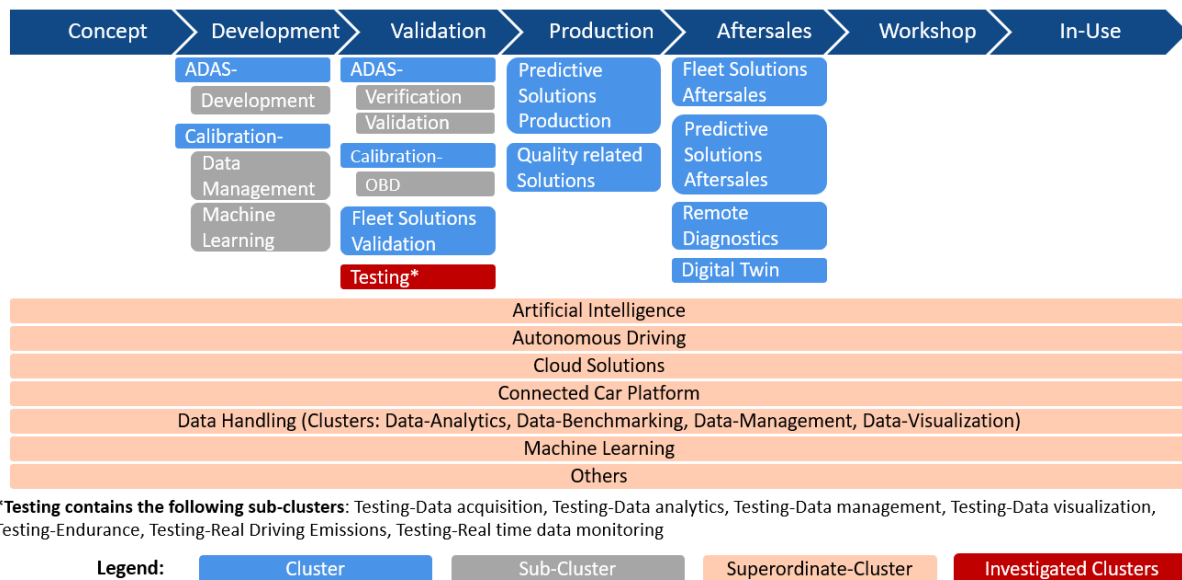 Concept
Development
Validation
Production
Aftersales
Workshop
In-Use
ADAS-
Development
Calibration-
Data
Management
Machine
Learning
ADAS-
Verification
Validation
Calibration-
OBD
Fleet Solutions
Validation
Testing*
Predictive
Solutions
Production
Quality related
Solutions
Fleet Solutions
Aftersales
Predictive
Solutions
Aftersales
Remote
Diagnostics
Digital Twin
Artificial Intelligence
Autonomous Driving
Cloud Solutions
Connected Car Platform
Data Handling (Clusters: Data-Analytics, Data-Benchmarking, Data-Management, Data-Visualization)
Machine Learning
Others
*Testing contains the following sub-clusters: Testing-Data acquisition, Testing-Data analytics, Testing-Data management, Testing-Data visualization,
Testing-Endurance, Testing-Real Driving Emissions, Testing-Real time data monitoring
Legend:
Cluster
Sub-Cluster
Superordinate-Cluster
Investigated Clusters